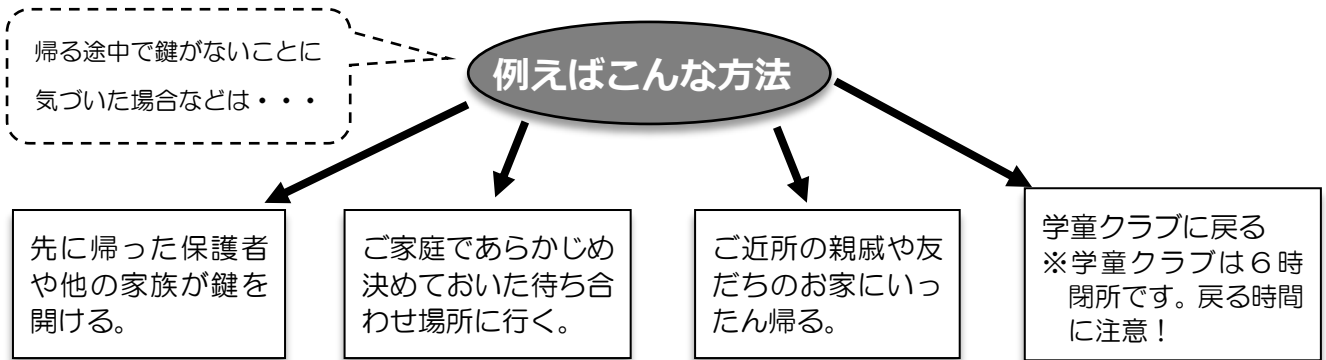 帰る途中で鍵がないことに
気づいた場合などは・・・
例えばこんな方法
先に帰った保護者
や他の家族が鍵を
開ける。
ご家庭であらかじめ
決めておいた待ち合
わせ場所に行く。
ご近所の親戚や友
だちのお家にいっ
たん帰る。
学童クラブに戻る
※学童クラブは６時
閉所です。戻る時間
に注意！